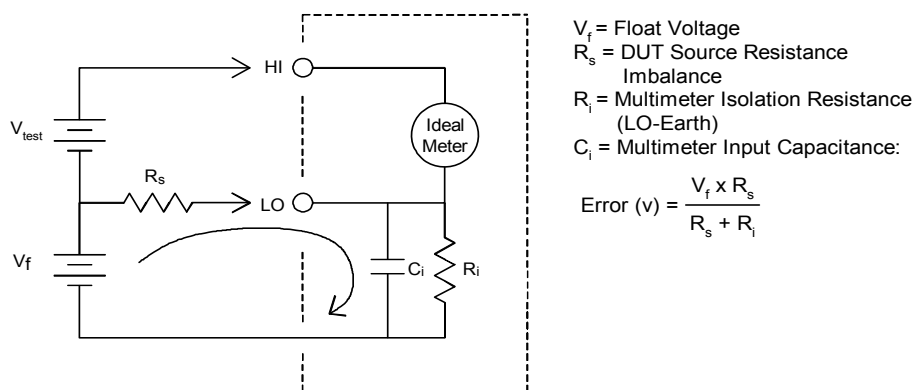 HI
Ideal
Meter
V_test
R_s
LO
V_f
C_i
R_i
V_f = Float Voltage
R_s = DUT Source Resistance
Imbalance
R_i = Multimeter Isolation Resistance
(LO-Earth)
C_i = Multimeter Input Capacitance:
Error (v) = V_f x R_s / R_s + R_i